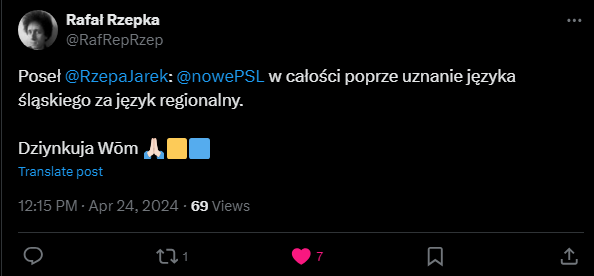 Rafał Rzepka
@RafRepRzep
Poseł @RzepaJarek: @nowePSL w całości poprze uznanie języka
śląskiego za język regionalny.
Dziynkuja Wōm 🙏🏻🟨🟦
Translate post
12:15 PM · Apr 24, 2024 · 69 Views
1
7